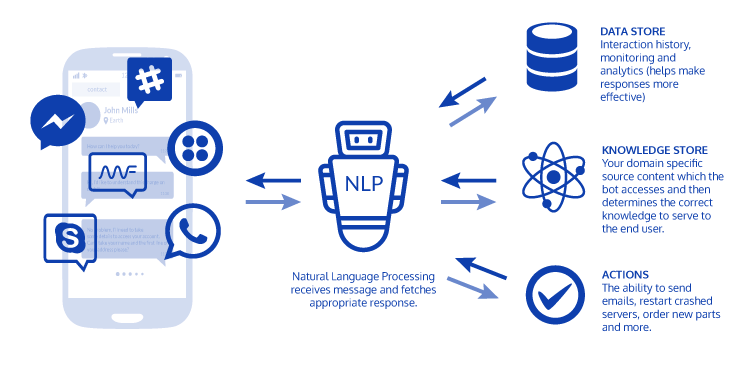 CONTACT
John Mills
Earth
NLP
Natural Language Processing
receives message and fetches
appropriate response.
DATA STORE
Interaction history,
monitoring and
analytics (helps make
responses more
effective)
KNOWLEDGE STORE
Your domain specific
source content which the
bot accesses and then
determines the correct
knowledge to serve to
the end user.
ACTIONS
The ability to send
emails, restart crashed
servers, order new parts
and more.